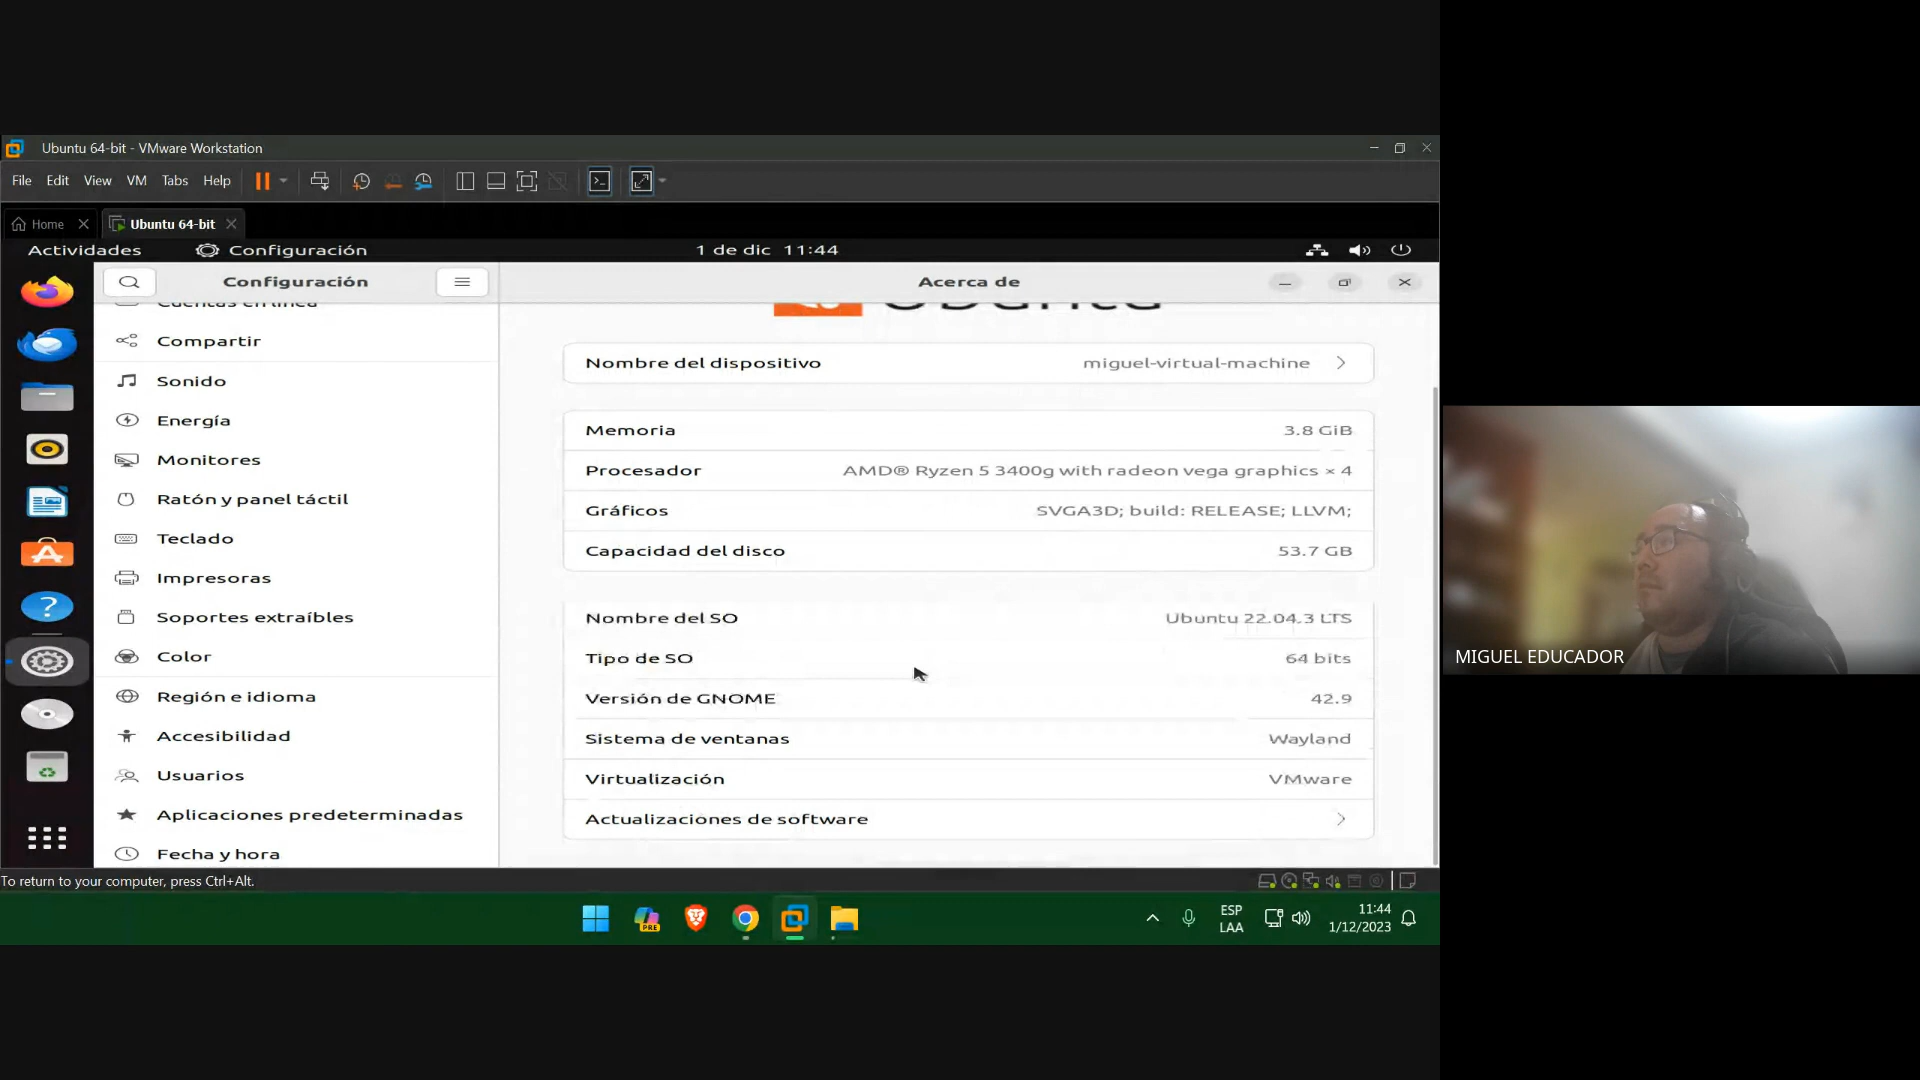 Ubuntu 64-bit - VMware Workstation
File Edit View VM Tabs Help
Home
Ubuntu 64-bit
Actividades Configuración 1 de dic 11:44
Configuración
Acerca de
Cuentas en línea
Compartir
Sonido
Energía
Monitores
Ratón y panel táctil
Teclado
Impresoras
Soportes extraíbles
Color
Región e idioma
Accesibilidad
Usuarios
Aplicaciones predeterminadas
Fecha y hora
Ubuntu
Nombre del dispositivo miguel-virtual-machine
Memoria 3.8 GiB
Procesador AMD® Ryzen 5 3400g with radeon vega graphics × 4
Gráficos SVGA3D; build: RELEASE; LLVM;
Capacidad del disco 53.7 GB
Nombre del SO Ubuntu 22.04.3 LTS
Tipo de SO 64 bits
Versión de GNOME 42.9
Sistema de ventanas Wayland
Virtualización VMware
Actualizaciones de software
To return to your computer, press Ctrl+Alt.
PRE
ESP
LAA
11:44
1/12/2023
MIGUEL EDUCADOR